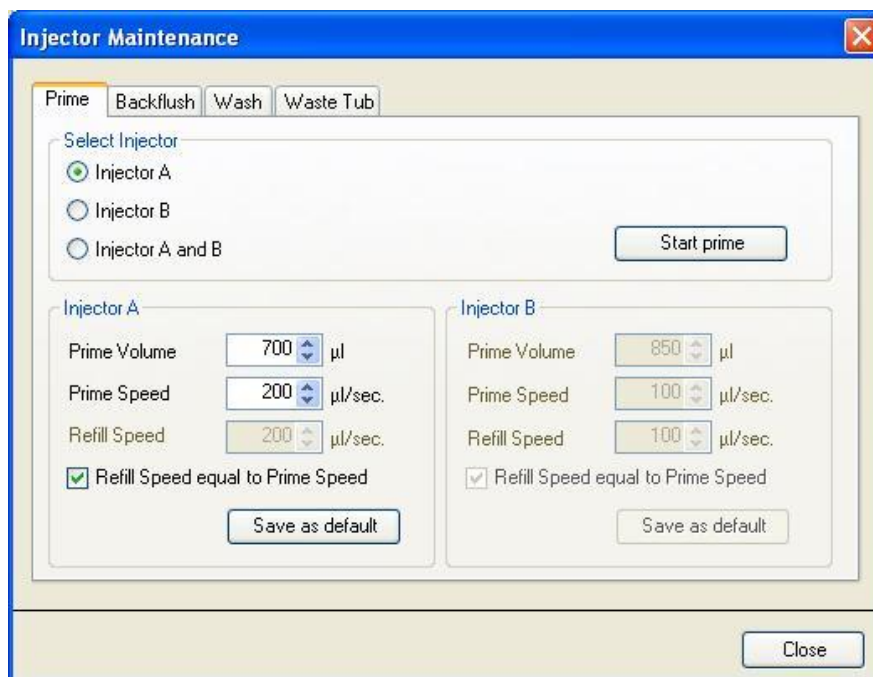 Injector Maintenance
Prime Backflush Wash Waste Tub
Select Injector
Injector A
Injector B
Injector A and B
Start prime
Injector A
Prime Volume 700 µl
Prime Speed 200 µl/sec.
Refill Speed 200 µl/sec.
Refill Speed equal to Prime Speed
Save as default
Injector B
Prime Volume 850 µl
Prime Speed 100 µl/sec.
Refill Speed 100 µl/sec.
Refill Speed equal to Prime Speed
Save as default
Close